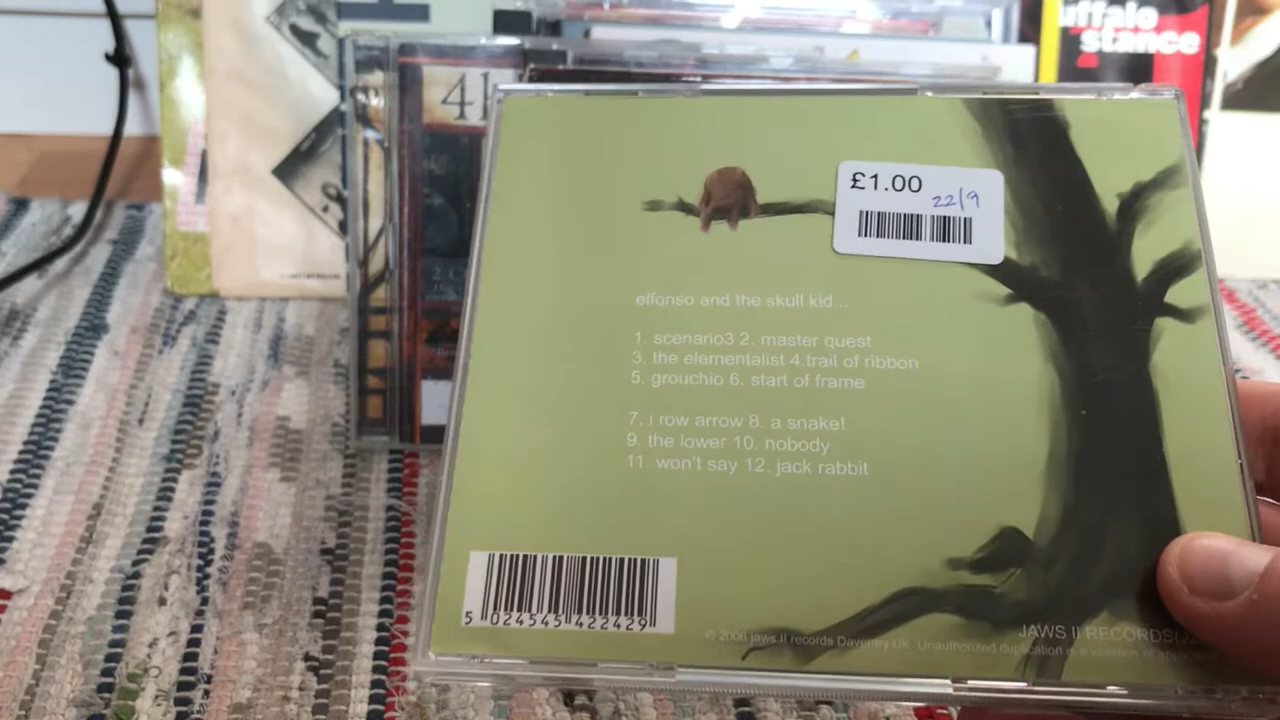 uffalo
stance
41
£1.00
22/9
elfonso and the skull kid...
1. scenario3 2. master quest
3. the elementalist 4.trail of ribbon
5. grouchio 6. start of frame
7. i row arrow 8. a snake!
9. the lower 10. nobody
11. won't say 12. jack rabbit
5 024545 422429
JAWS II RECORDS
© 2006 jaws II records Daventry UK. Unauthorized duplication is a violation of